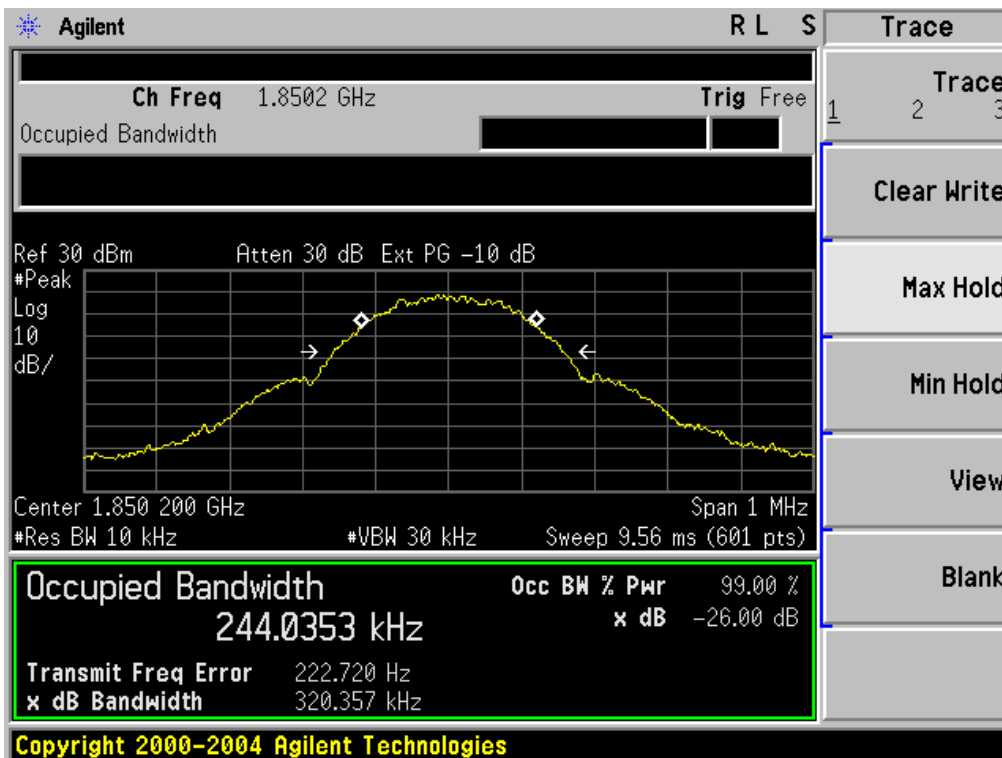 Agilent R L S Trace
Ch Freq 1.8502 GHz Trig Free
Occupied Bandwidth
Trace
1 2 3
Clear Write
Max Hold
Min Hold
View
Blank
Ref 30 dBm Atten 30 dB Ext PG -10 dB
#Peak
Log
10
dB/
Center 1.850 200 GHz Span 1 MHz
#Res BW 10 kHz #VBW 30 kHz Sweep 9.56 ms (601 pts)
Occupied Bandwidth Occ BW % Pwr 99.00 %
244.0353 kHz x dB -26.00 dB
Transmit Freq Error 222.720 Hz
x dB Bandwidth 320.357 kHz
Copyright 2000-2004 Agilent Technologies